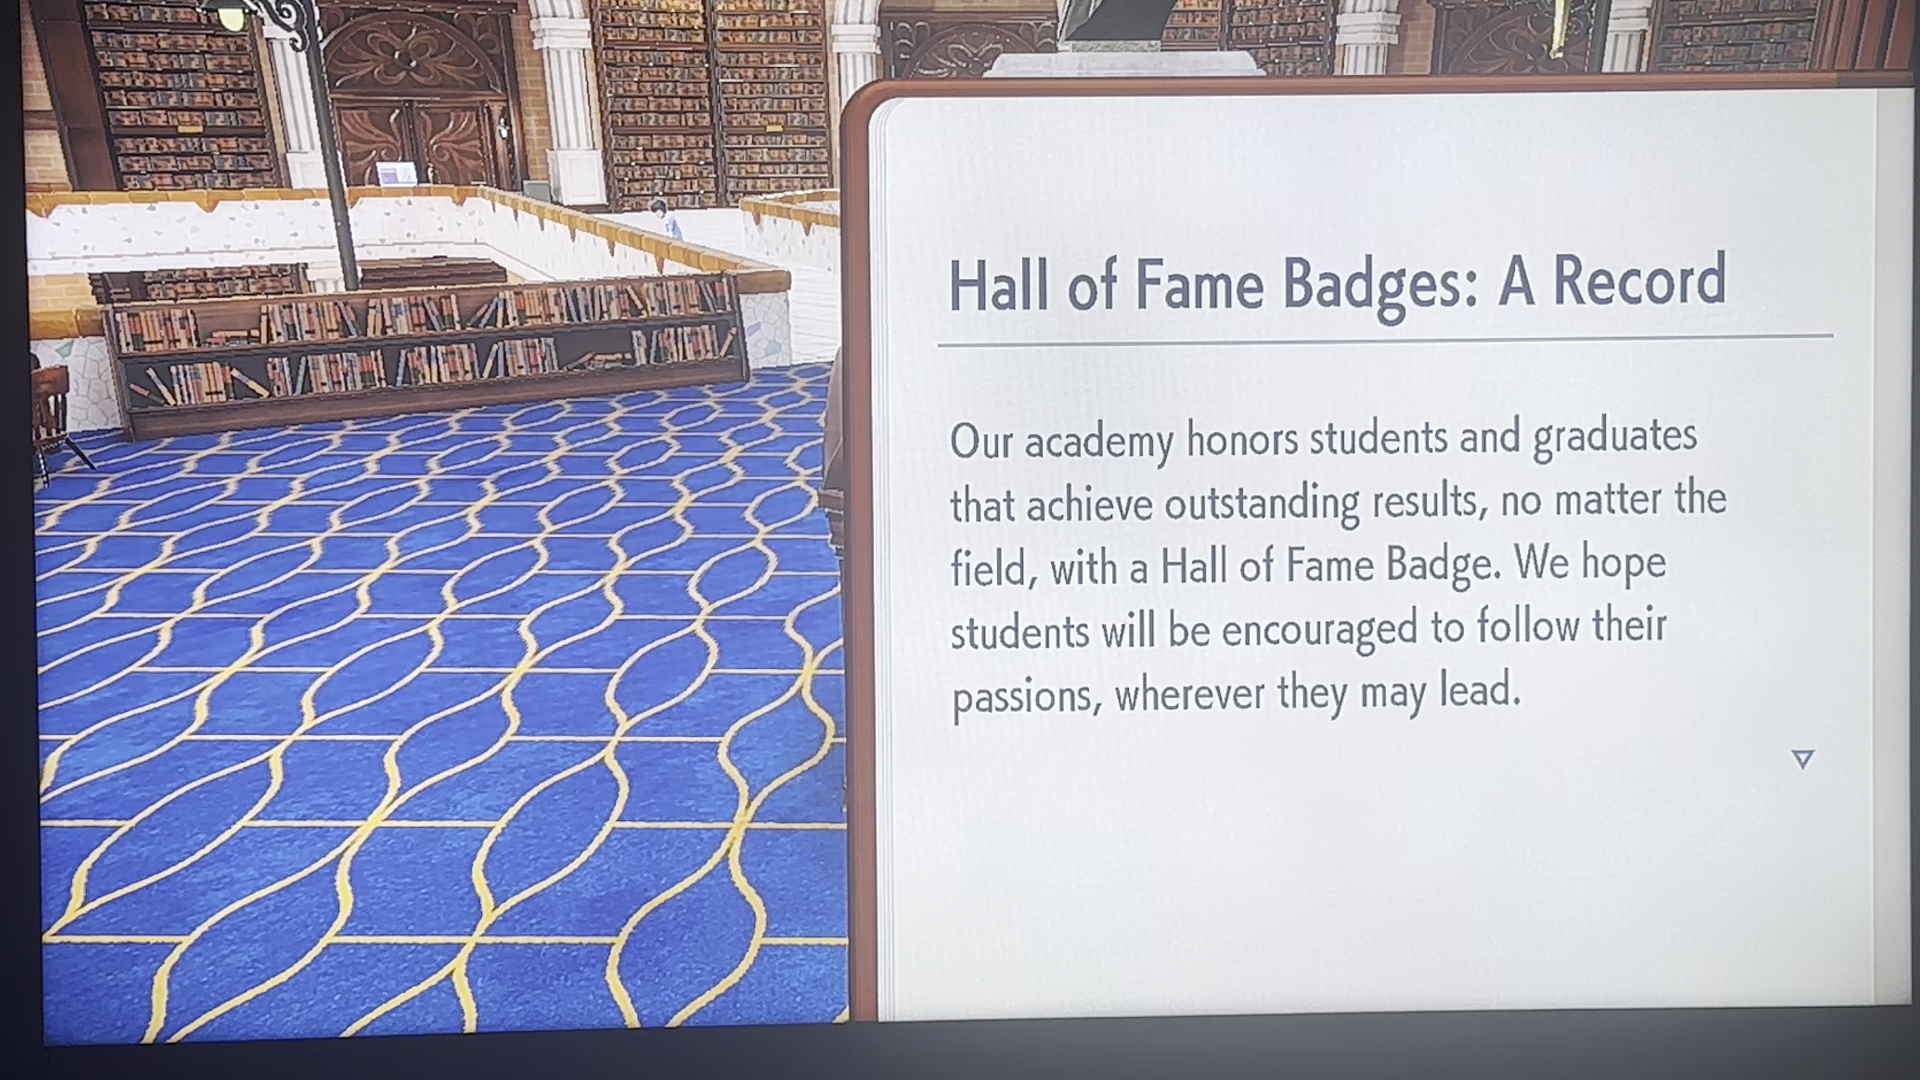 Hall of Fame Badges: A Record
Our academy honors students and graduates
that achieve outstanding results, no matter the
field, with a Hall of Fame Badge. We hope
students will be encouraged to follow their
passions, wherever they may lead.